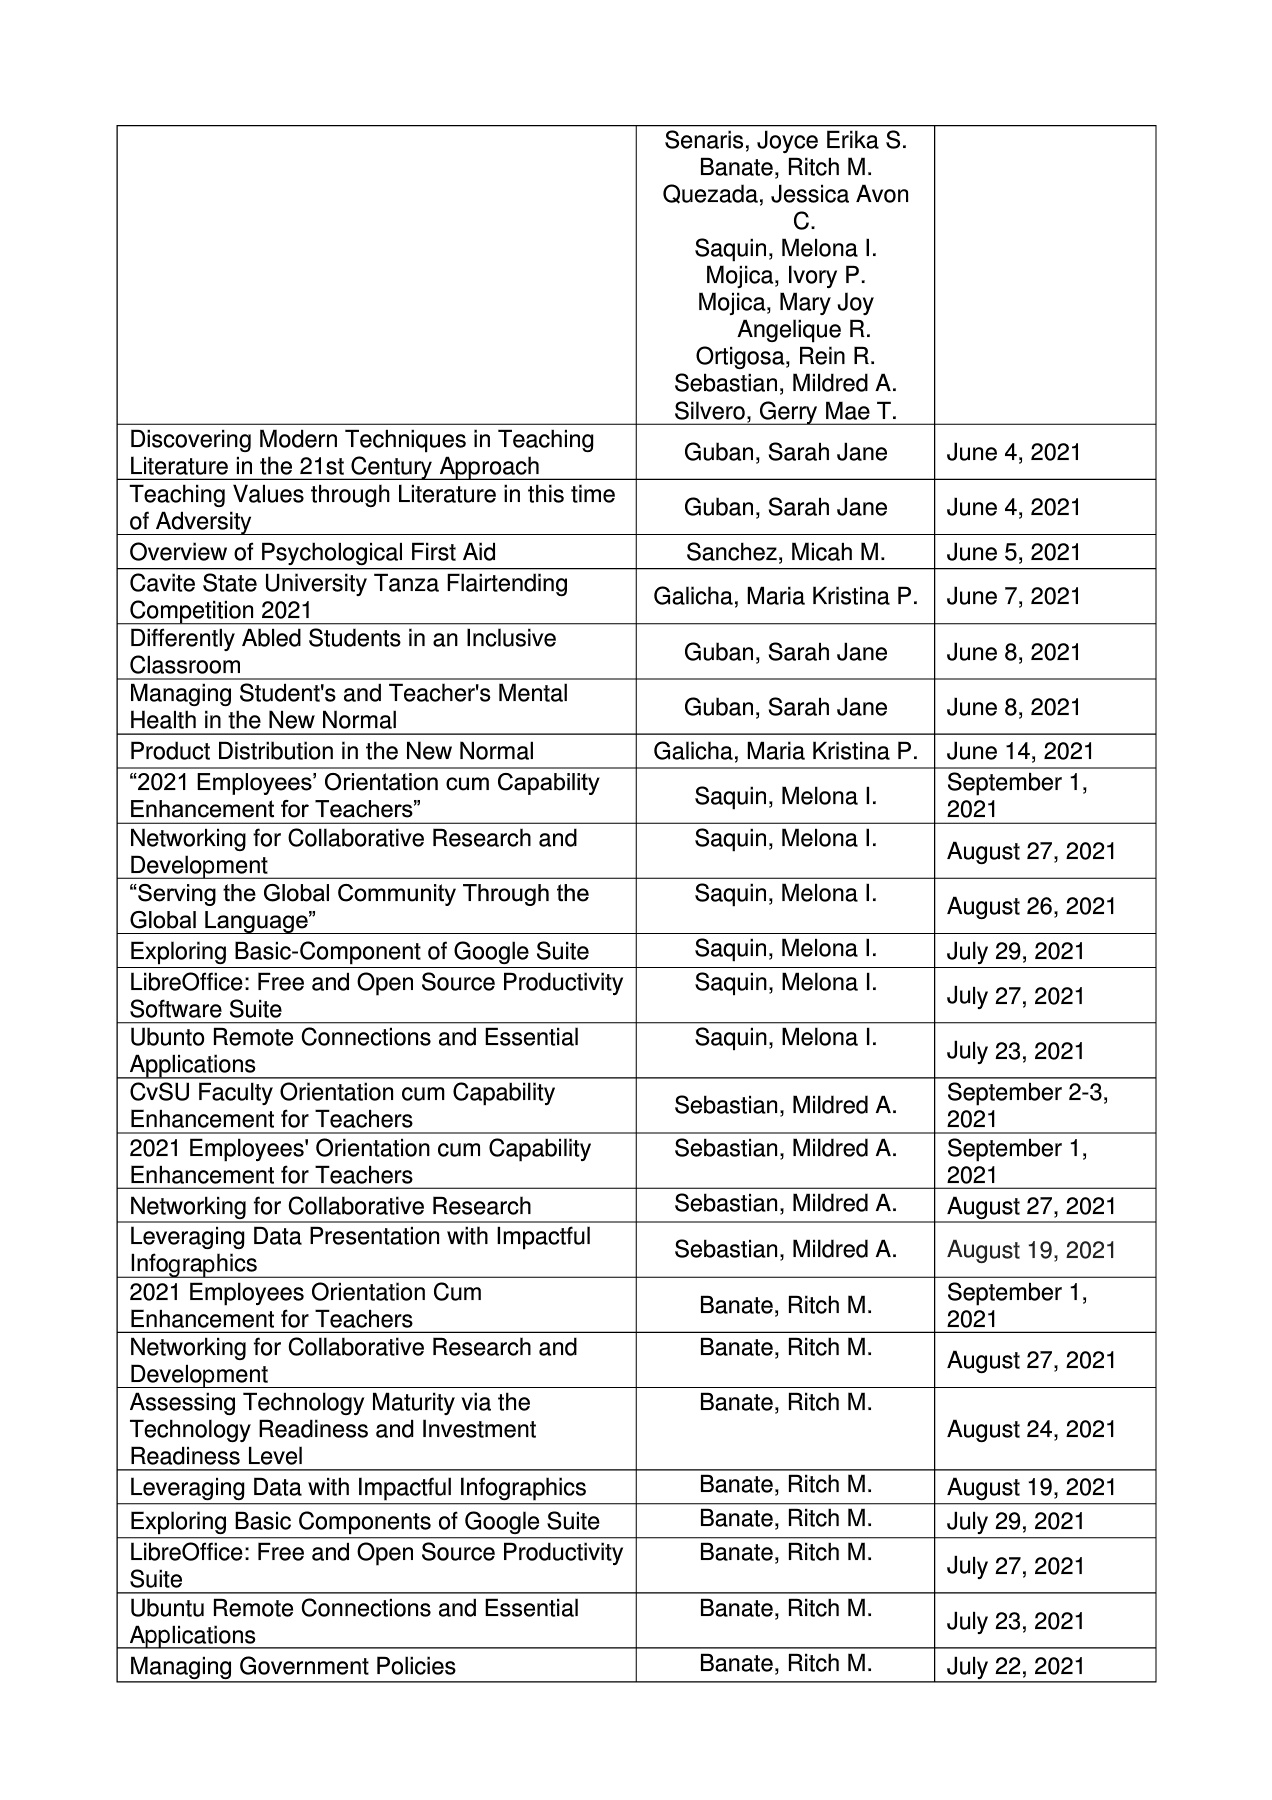 Senaris, Joyce Erika S.
Banate, Ritch M.
Quezada, Jessica Avon
C.
Saquin, Melona I.
Mojica, Ivory P.
Mojica, Mary Joy
Angelique R.
Ortigosa, Rein R.
Sebastian, Mildred A.
Silvero, Gerry Mae T.
Discovering Modern Techniques in Teaching
Literature in the 21st Century Approach
Guban, Sarah Jane
June 4, 2021
Teaching Values through Literature in this time
of Adversity
Guban, Sarah Jane
June 4, 2021
Overview of Psychological First Aid
Sanchez, Micah M.
June 5, 2021
Cavite State University Tanza Flairtending
Competition 2021
Galicha, Maria Kristina P.
June 7, 2021
Differently Abled Students in an Inclusive
Classroom
Guban, Sarah Jane
June 8, 2021
Managing Student's and Teacher's Mental
Health in the New Normal
Guban, Sarah Jane
June 8, 2021
Product Distribution in the New Normal
Galicha, Maria Kristina P.
June 14, 2021
“2021 Employees’ Orientation cum Capability
Enhancement for Teachers”
Saquin, Melona I.
September 1,
2021
Networking for Collaborative Research and
Development
Saquin, Melona I.
August 27, 2021
“Serving the Global Community Through the
Global Language”
Saquin, Melona I.
August 26, 2021
Exploring Basic-Component of Google Suite
Saquin, Melona I.
July 29, 2021
LibreOffice: Free and Open Source Productivity
Software Suite
Saquin, Melona I.
July 27, 2021
Ubunto Remote Connections and Essential
Applications
Saquin, Melona I.
July 23, 2021
CvSU Faculty Orientation cum Capability
Enhancement for Teachers
Sebastian, Mildred A.
September 2-3,
2021
2021 Employees' Orientation cum Capability
Enhancement for Teachers
Sebastian, Mildred A.
September 1,
2021
Networking for Collaborative Research
Sebastian, Mildred A.
August 27, 2021
Leveraging Data Presentation with Impactful
Infographics
Sebastian, Mildred A.
August 19, 2021
2021 Employees Orientation Cum
Enhancement for Teachers
Banate, Ritch M.
September 1,
2021
Networking for Collaborative Research and
Development
Banate, Ritch M.
August 27, 2021
Assessing Technology Maturity via the
Technology Readiness and Investment
Readiness Level
Banate, Ritch M.
August 24, 2021
Leveraging Data with Impactful Infographics
Banate, Ritch M.
August 19, 2021
Exploring Basic Components of Google Suite
Banate, Ritch M.
July 29, 2021
LibreOffice: Free and Open Source Productivity
Suite
Banate, Ritch M.
July 27, 2021
Ubuntu Remote Connections and Essential
Applications
Banate, Ritch M.
July 23, 2021
Managing Government Policies
Banate, Ritch M.
July 22, 2021